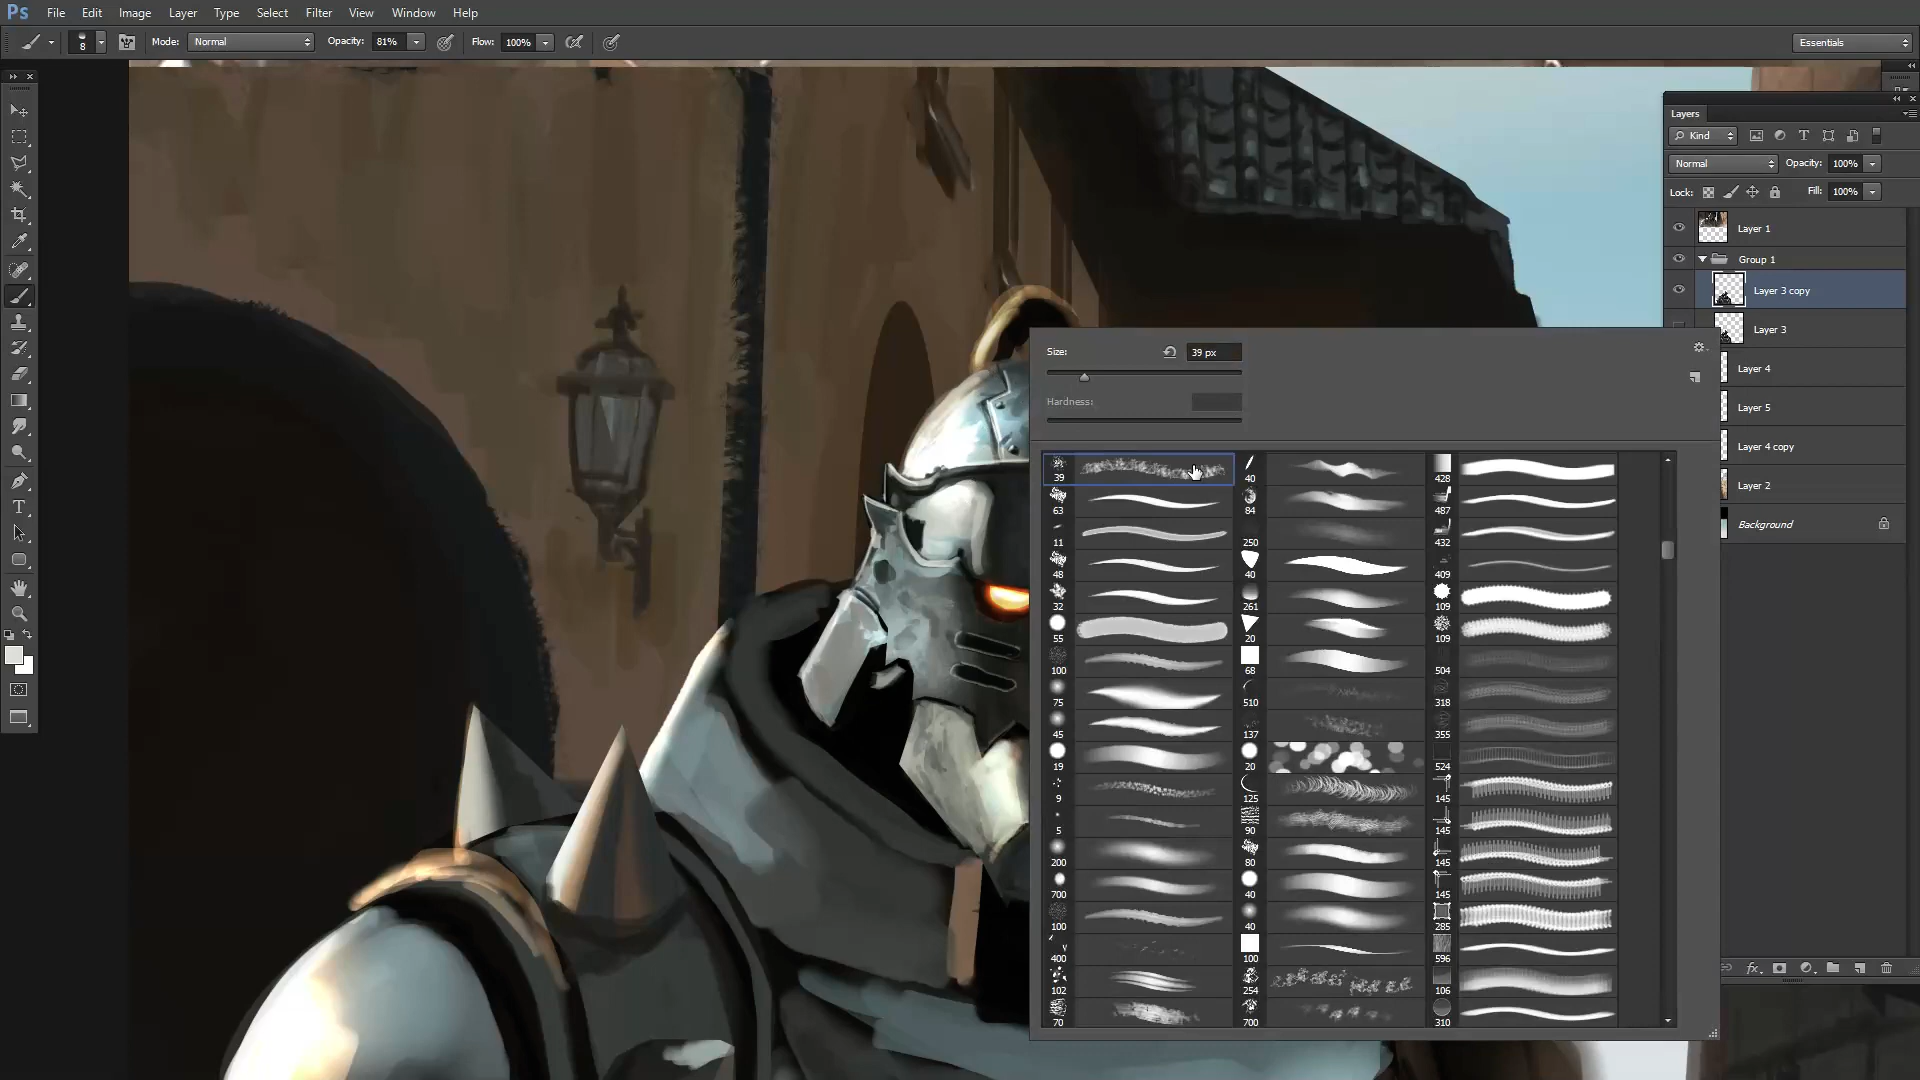 Ps File Edit Image Layer Type Select Filter View Window Help
8 Mode: Normal Opacity: 81% Flow: 100% Essentials
Layers
Kind
Normal Opacity: 100%
Lock: Fill: 100%
Layer 1
Group 1
Layer 3 copy
Layer 3
Layer 4
Layer 5
Layer 4 copy
Layer 2
Background
Size: 39 px
Hardness:
39 40 428
63 84 487
11 250 432
48 40 409
32 261 109
55 20 109
100 68 504
75 510 318
45 137 355
19 20 524
9 125 145
5 90 145
200 80 145
700 40 145
100 40 285
400 100 596
102 254 106
70 700 310